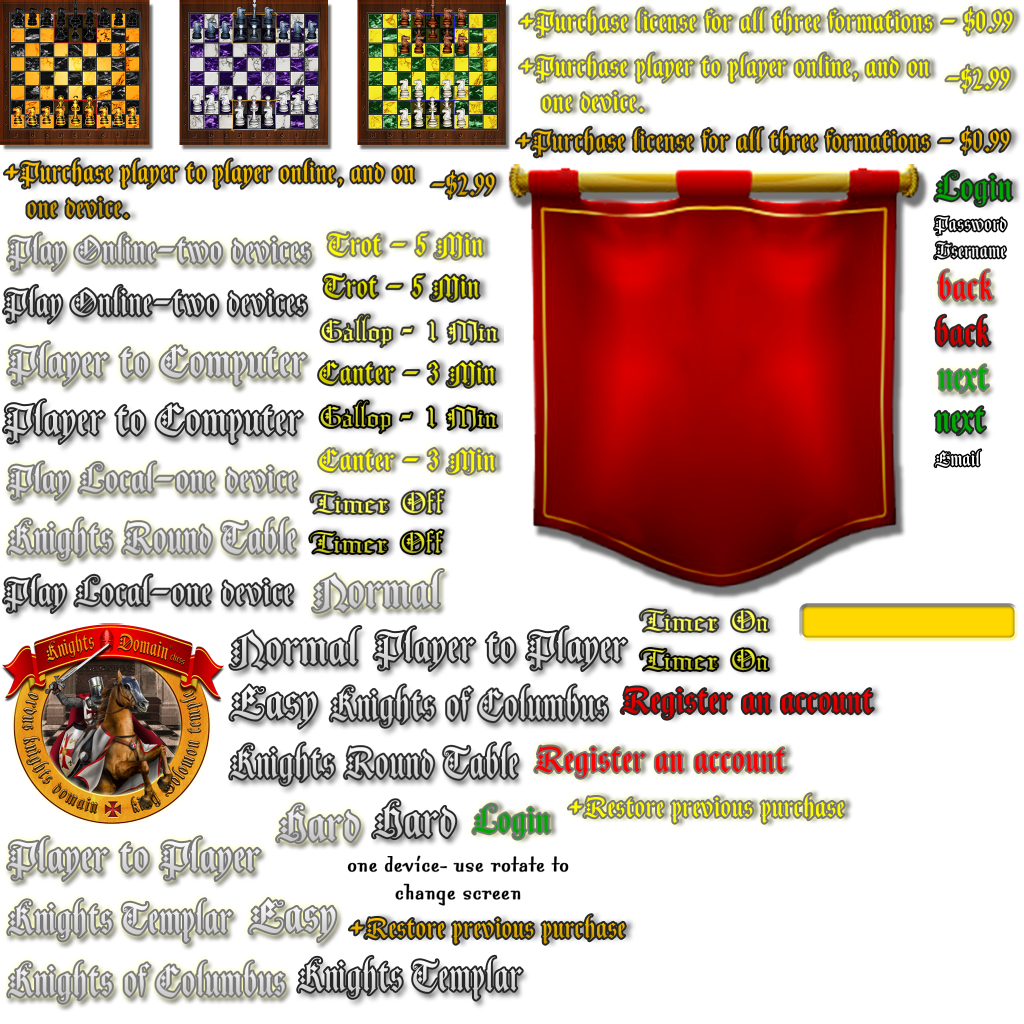 +Purchase license for all three formations - $0.99
+Purchase player to player online, and on
one device.
-$2.99
+Purchase license for all three formations - $0.99
+Purchase player to player online, and on
one device.
-$2.99
Login
Password
Username
back
back
next
next
Email
Play Online-two devices
Play Online-two devices
Player to Computer
Player to Computer
Play Local-one device
Knights Round Table
Play Local-one device
Trot - 5 Min
Trot - 5 Min
Gallop - 1 Min
Canter - 3 Min
Gallop - 1 Min
Canter - 3 Min
Timer Off
Timer Off
Normal
Timer On
Timer On
Knights Domain chess
Normal
Player to Player
Easy
Knights of Columbus
Register an account
Knights Round Table
Register an account
Hard
Hard
Login
+Restore previous purchase
Player to Player
one device- use rotate to
change screen
Knights Templar
Easy
+Restore previous purchase
Knights of Columbus
Knights Templar